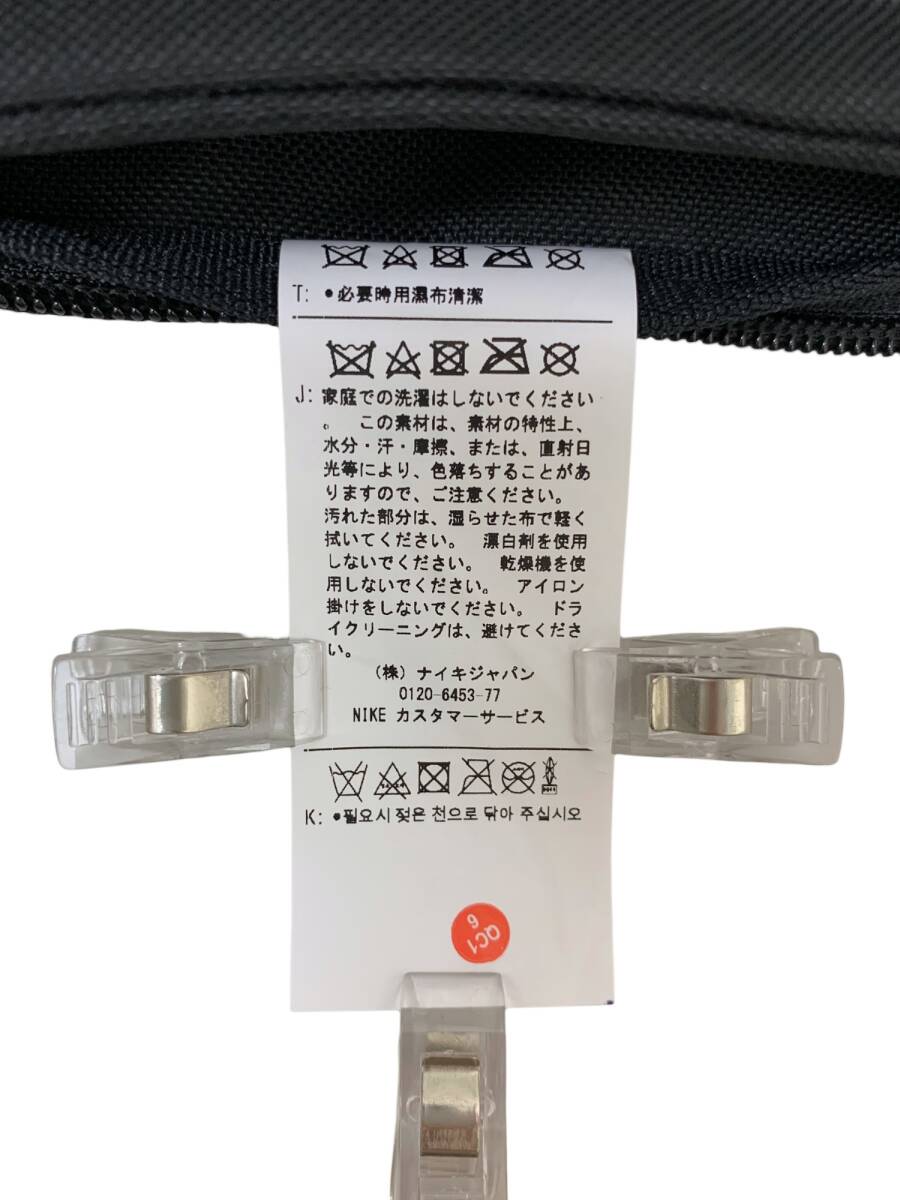 T: •必要時用濕布清潔
J: 家庭での洗濯はしないでください
。 この素材は、素材の特性上、
水分・汗・摩擦、または、直射日
光等により、色落ちすることがあ
りますので、ご注意ください。
汚れた部分は、湿らせた布で軽く
拭いてください。 漂白剤を使用
しないでください。 乾燥機を使
用しないでください。 アイロン
掛けをしないでください。 ドラ
イクリーニングは、避けてくださ
い。
(株) ナイキジャパン
0120-6453-77
NIKE カスタマーサービス
K: •필요시 젖은 천으로 닦아 주십시오
QC1
6